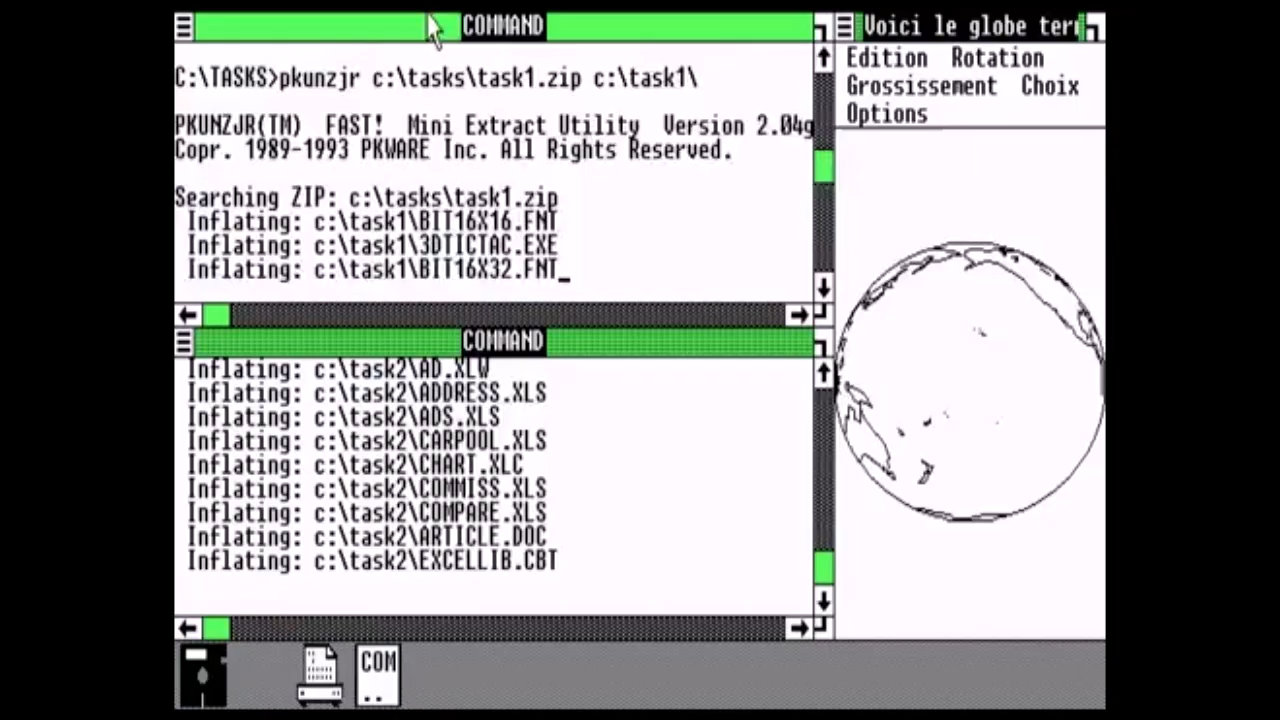 COMMAND
C:\TASKS>pkunzjr c:\tasks\task1.zip c:\task1\
PKUNZJR(TM) FAST! Mini Extract Utility Version 2.04g
Copr. 1989-1993 PKWARE Inc. All Rights Reserved.
Searching ZIP: c:\tasks\task1.zip
Inflating: c:\task1\BIT16X16.FNT
Inflating: c:\task1\3DTICTAC.EXE
Inflating: c:\task1\BIT16X32.FNT_
COMMAND
Inflating: c:\task2\AD.XLW
Inflating: c:\task2\ADDRESS.XLS
Inflating: c:\task2\ADS.XLS
Inflating: c:\task2\CARPOOL.XLS
Inflating: c:\task2\CHART.XLC
Inflating: c:\task2\COMMISS.XLS
Inflating: c:\task2\COMPARE.XLS
Inflating: c:\task2\ARTICLE.DOC
Inflating: c:\task2\EXCELLIB.CBT
Voici le globe terr
Edition Rotation
Grossissement Choix
Options
COM